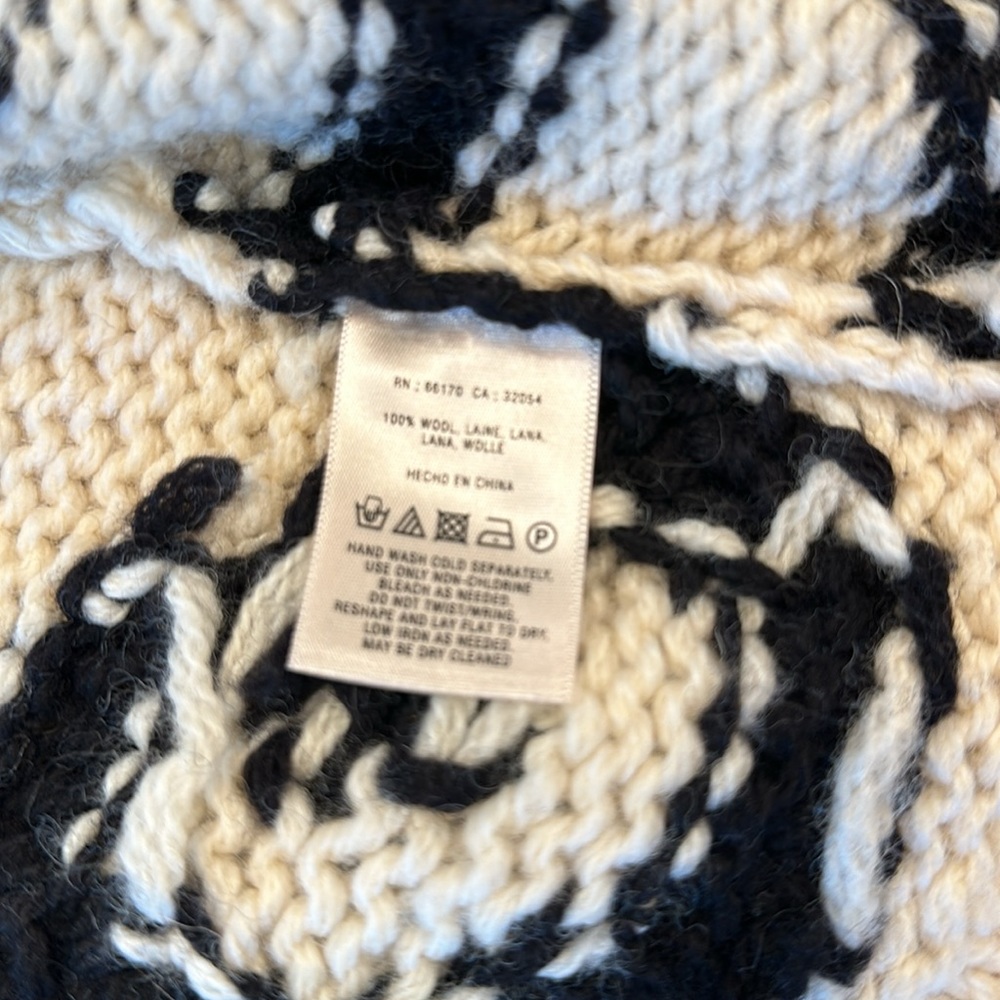 RN : 66170 CA : 32054
100% WOOL, LAINE, LANA,
LANA, WOLLE
HECHO EN CHINA
P
HAND WASH COLD SEPARATELY.
USE ONLY NON-CHLORINE
BLEACH AS NEEDED.
DO NOT TWIST/WRING.
RESHAPE AND LAY FLAT TO DRY.
LOW IRON AS NEEDED.
MAY BE DRY CLEANED